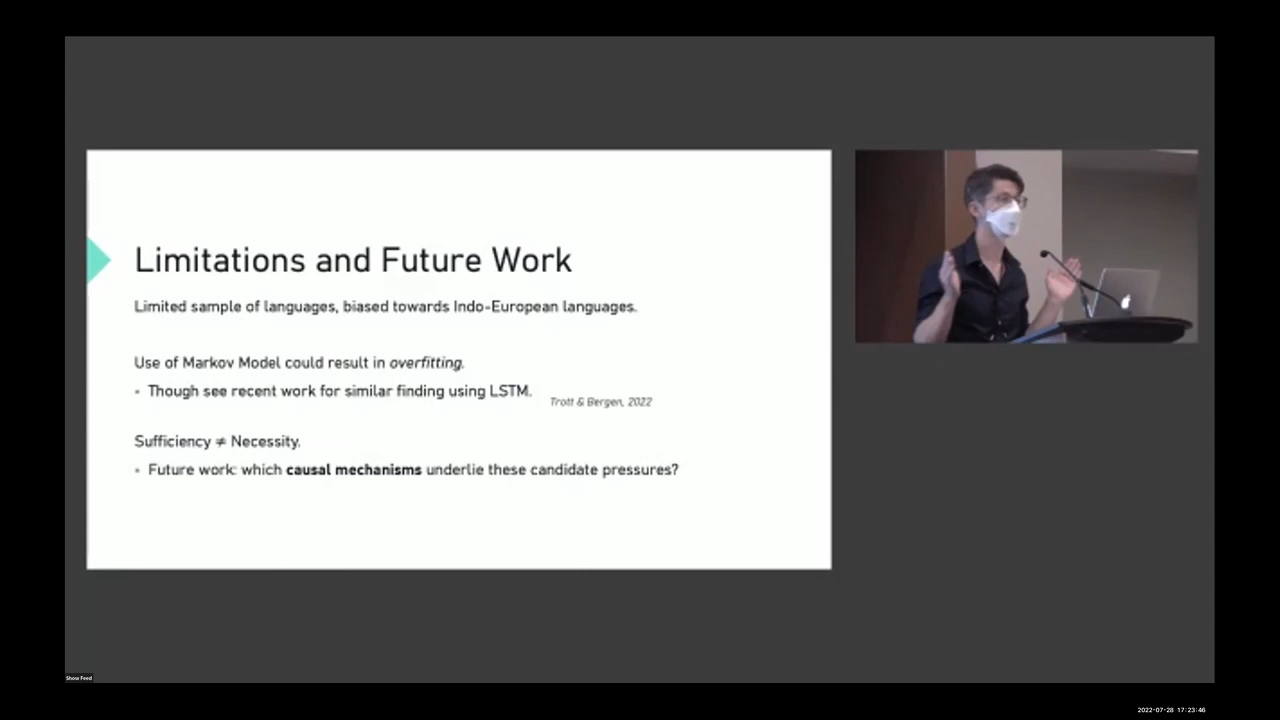 Limitations and Future Work
Limited sample of languages, biased towards Indo-European languages.
Use of Markov Model could result in overfitting.
• Though see recent work for similar finding using LSTM.
Trott & Bergen, 2022
Sufficiency ≠ Necessity.
• Future work: which causal mechanisms underlie these candidate pressures?
Show Feed
2022-07-28 17:23:46